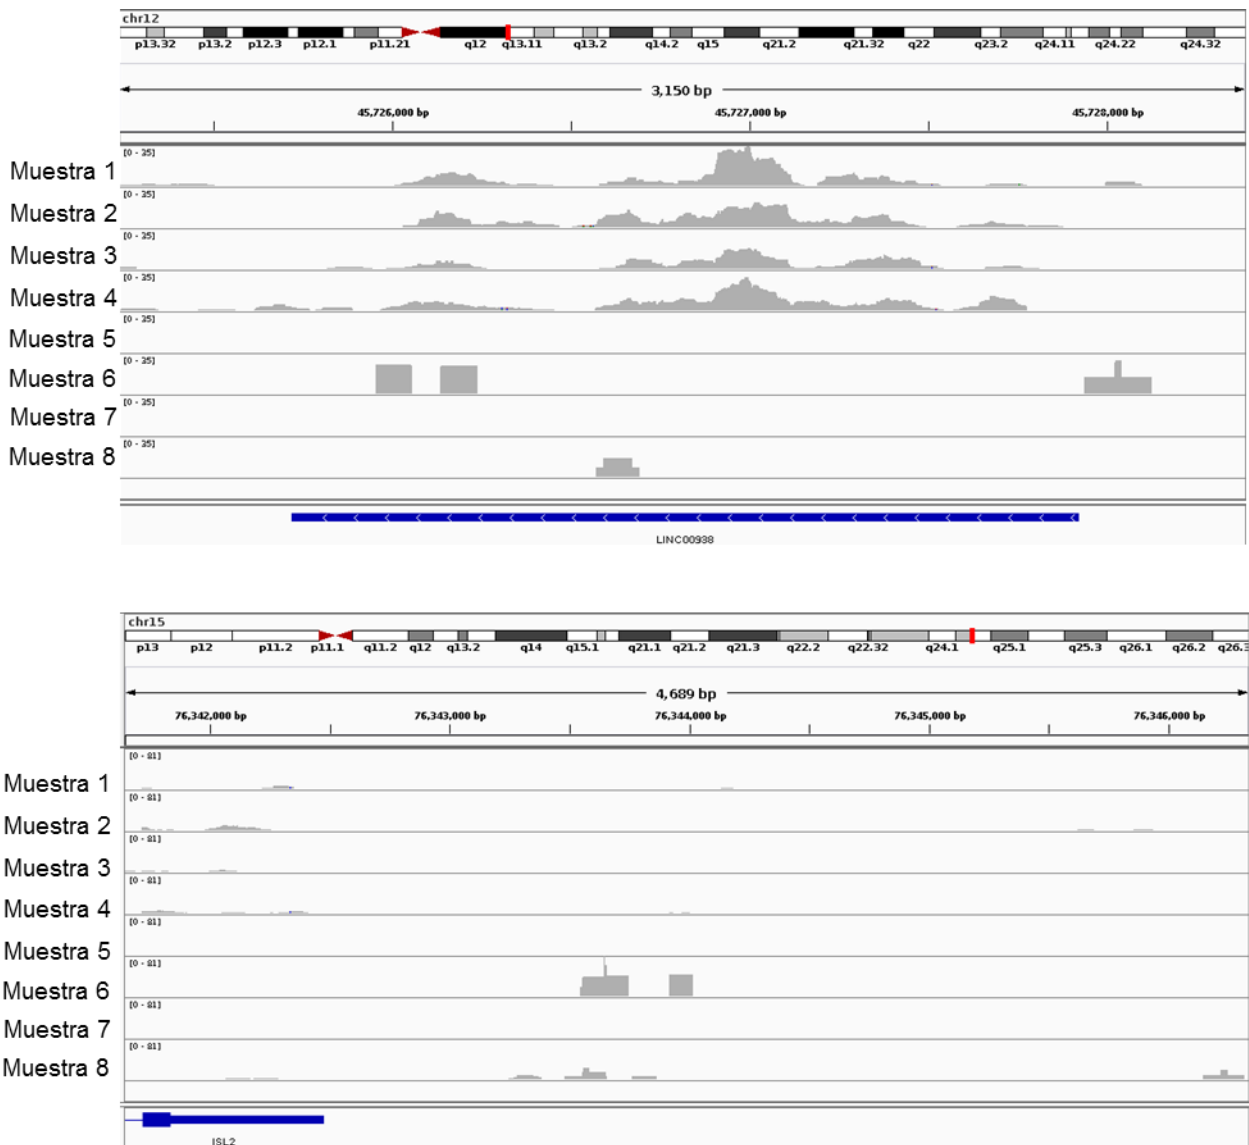 chr12
p13.32 p13.2 p12.3 p12.1 p11.21 q12 q13.11 q13.2 q14.2 q15 q21.2 q21.32 q22 q23.2 q24.11 q24.22 q24.32
3,150 bp
45,726,000 bp 45,727,000 bp 45,728,000 bp
[0 - 35]
Muestra 1
[0 - 35]
Muestra 2
[0 - 35]
Muestra 3
[0 - 35]
Muestra 4
[0 - 35]
Muestra 5
[0 - 35]
Muestra 6
[0 - 35]
Muestra 7
[0 - 35]
Muestra 8
LINC00938
chr15
p13 p12 p11.2 p11.1 q11.2 q12 q13.2 q14 q15.1 q21.1 q21.2 q21.3 q22.2 q22.32 q24.1 q25.1 q25.3 q26.1 q26.2 q26.3
4,689 bp
76,342,000 bp 76,343,000 bp 76,344,000 bp 76,345,000 bp 76,346,000 bp
[0 - 81]
Muestra 1
[0 - 81]
Muestra 2
[0 - 81]
Muestra 3
[0 - 81]
Muestra 4
[0 - 81]
Muestra 5
[0 - 81]
Muestra 6
[0 - 81]
Muestra 7
[0 - 81]
Muestra 8
ISL2